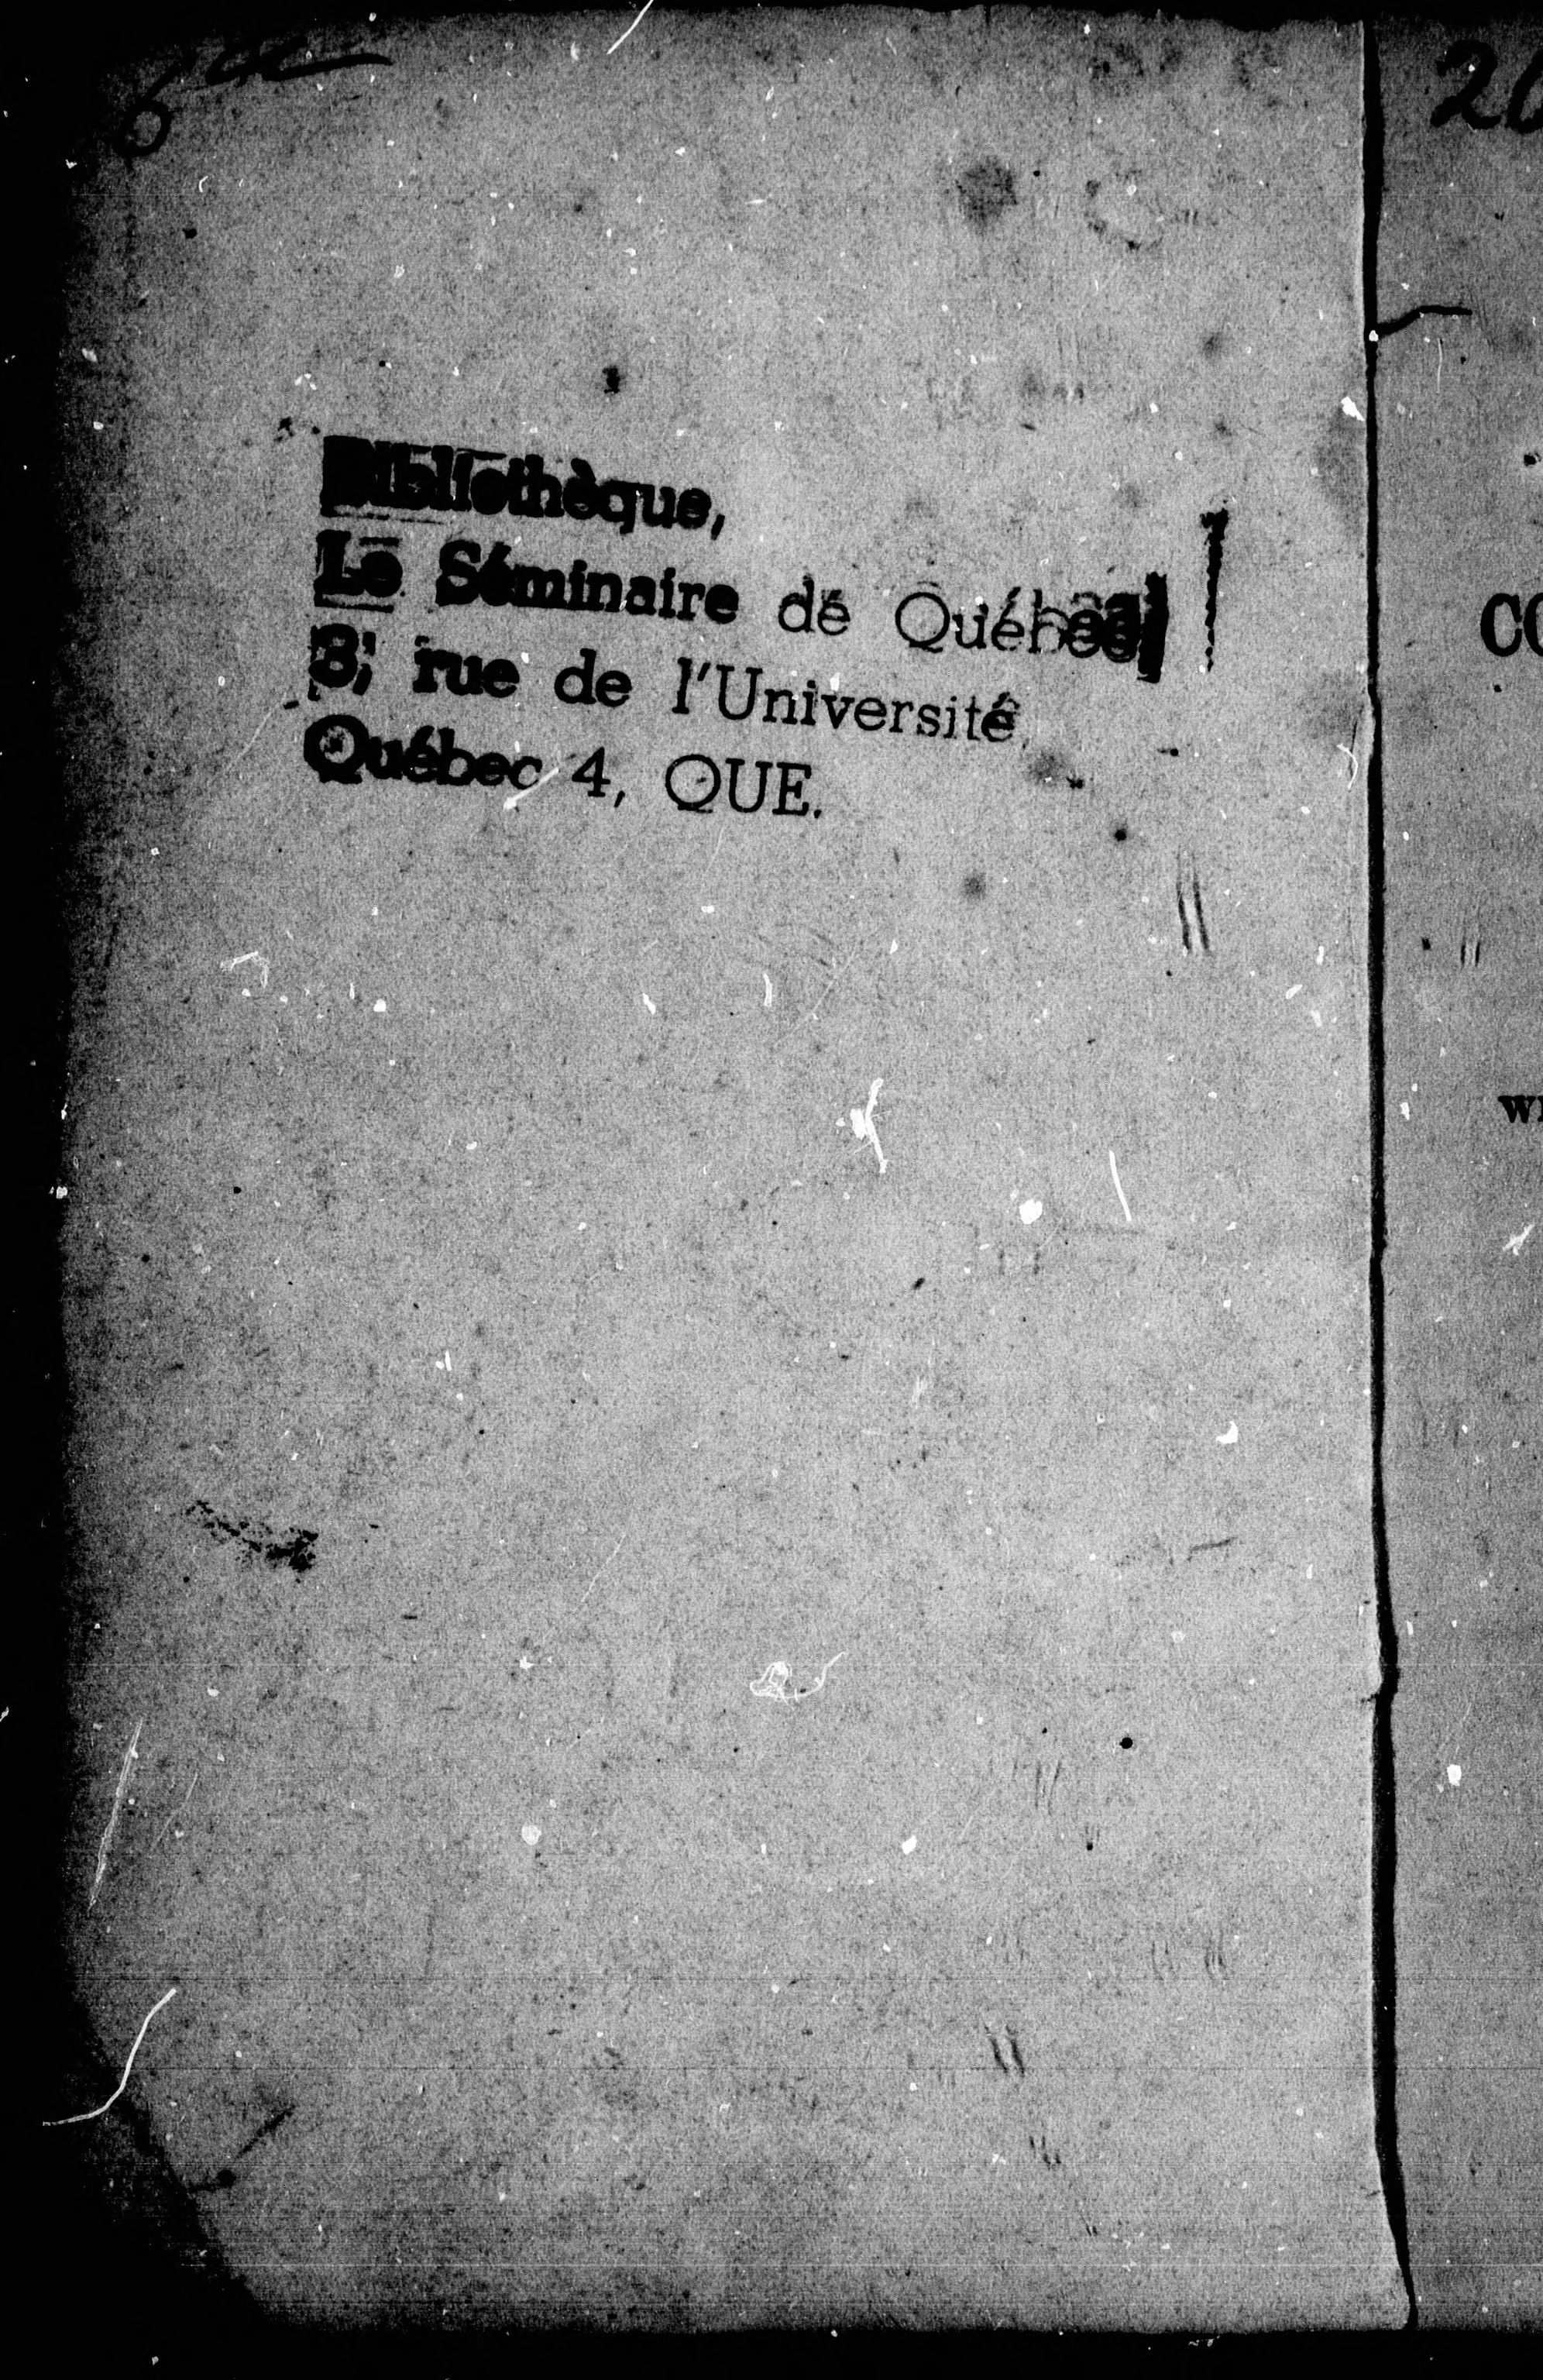 Bibliothèque,
Le Séminaire de Québec
3, rue de l'Université,
Québec 4, QUE.